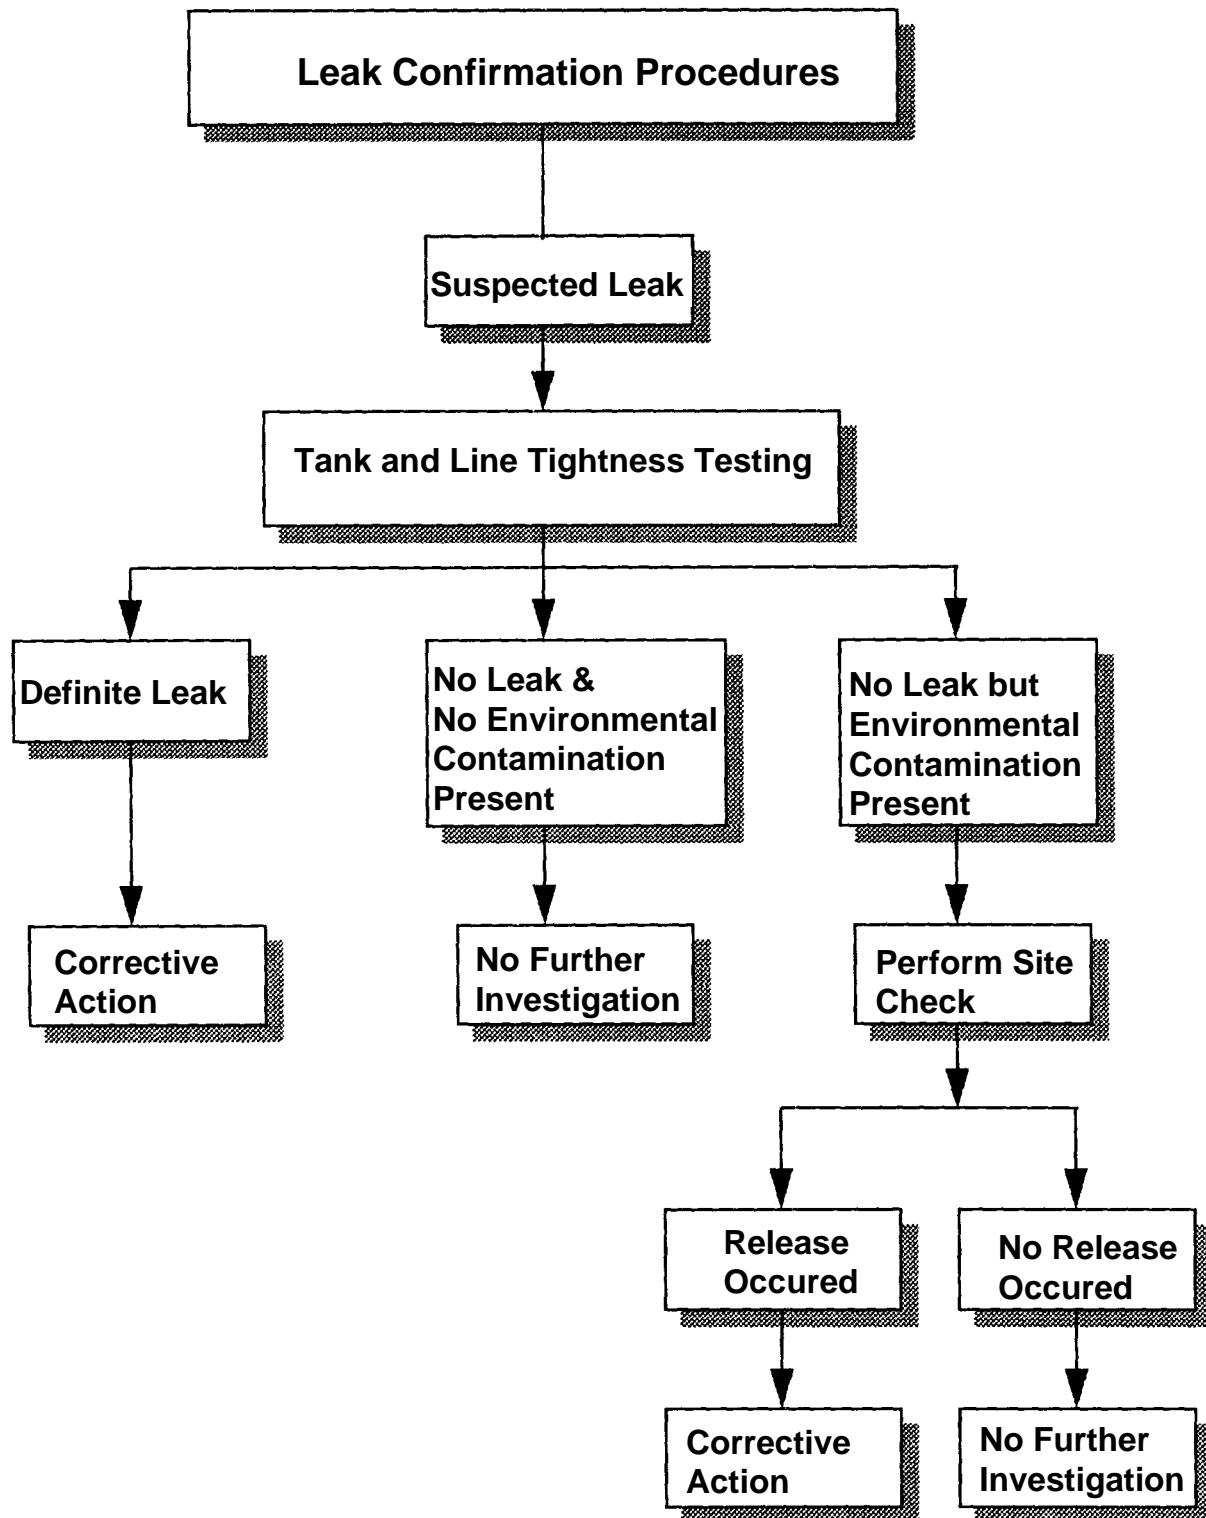 Leak Confirmation Procedures
Suspected Leak
Tank and Line Tightness Testing
Definite Leak
No Leak &
No Environmental
Contamination
Present
No Leak but
Environmental
Contamination
Present
Corrective
Action
No Further
Investigation
Perform Site
Check
Release
Occured
No Release
Occured
Corrective
Action
No Further
Investigation